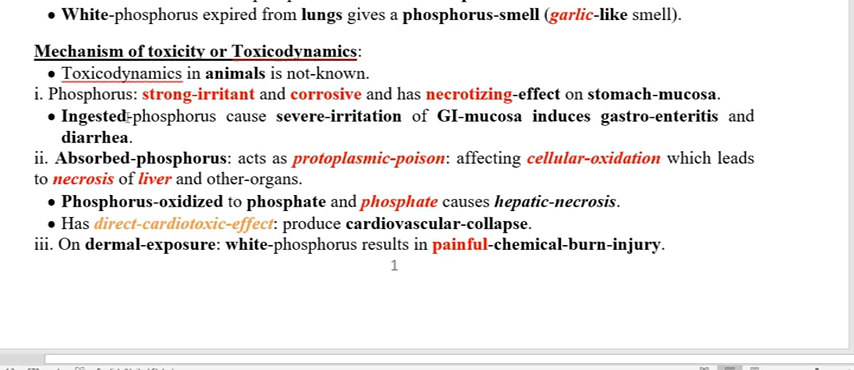 • White-phosphorus expired from lungs gives a phosphorus-smell (garlic-like smell).
Mechanism of toxicity or Toxicodynamics:
• Toxicodynamics in animals is not-known.
i. Phosphorus: strong-irritant and corrosive and has necrotizing-effect on stomach-mucosa.
• Ingested-phosphorus cause severe-irritation of GI-mucosa induces gastro-enteritis and
diarrhea.
ii. Absorbed-phosphorus: acts as protoplasmic-poison: affecting cellular-oxidation which leads
to necrosis of liver and other-organs.
• Phosphorus-oxidized to phosphate and phosphate causes hepatic-necrosis.
• Has direct-cardiotoxic-effect: produce cardiovascular-collapse.
iii. On dermal-exposure: white-phosphorus results in painful-chemical-burn-injury.
1